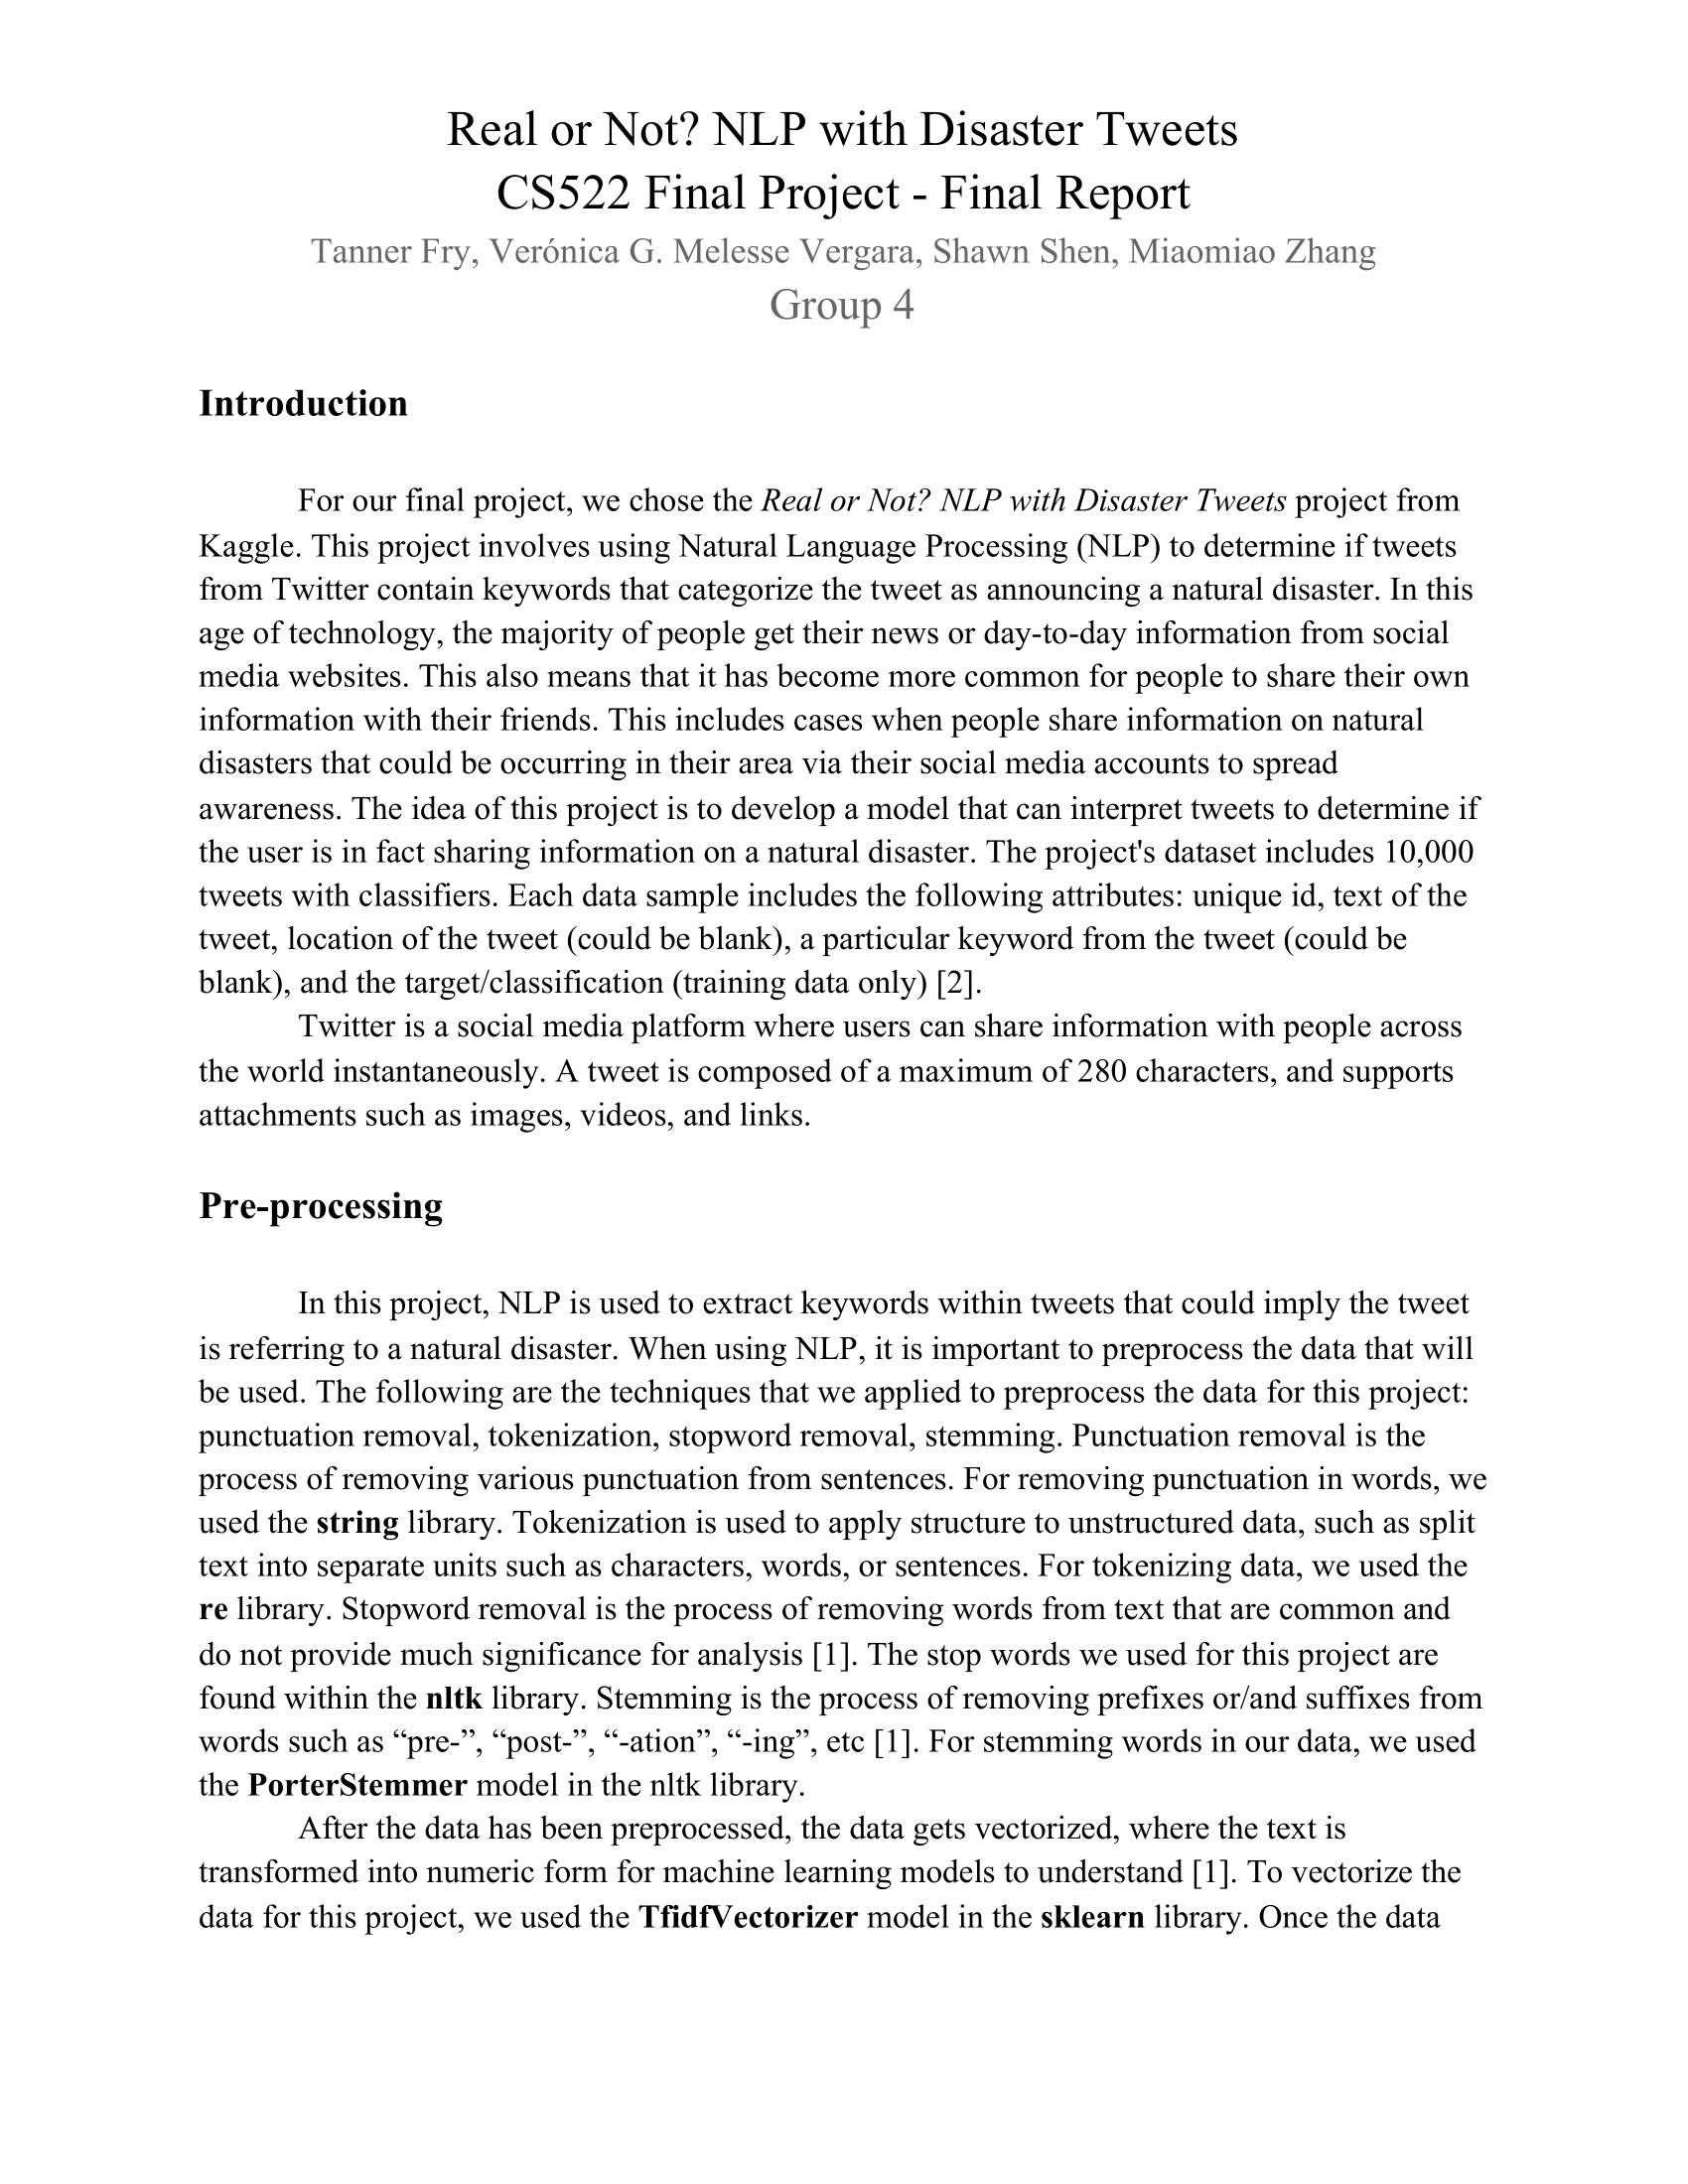 Real or Not? NLP with Disaster Tweets
CS522 Final Project - Final Report
Tanner Fry, Verónica G. Melesse Vergara, Shawn Shen, Miaomiao Zhang
Group 4
Introduction
For our final project, we chose the Real or Not? NLP with Disaster Tweets project from
Kaggle. This project involves using Natural Language Processing (NLP) to determine if tweets
from Twitter contain keywords that categorize the tweet as announcing a natural disaster. In this
age of technology, the majority of people get their news or day-to-day information from social
media websites. This also means that it has become more common for people to share their own
information with their friends. This includes cases when people share information on natural
disasters that could be occurring in their area via their social media accounts to spread
awareness. The idea of this project is to develop a model that can interpret tweets to determine if
the user is in fact sharing information on a natural disaster. The project's dataset includes 10,000
tweets with classifiers. Each data sample includes the following attributes: unique id, text of the
tweet, location of the tweet (could be blank), a particular keyword from the tweet (could be
blank), and the target/classification (training data only) [2].
Twitter is a social media platform where users can share information with people across
the world instantaneously. A tweet is composed of a maximum of 280 characters, and supports
attachments such as images, videos, and links.
Pre-processing
In this project, NLP is used to extract keywords within tweets that could imply the tweet
is referring to a natural disaster. When using NLP, it is important to preprocess the data that will
be used. The following are the techniques that we applied to preprocess the data for this project:
punctuation removal, tokenization, stopword removal, stemming. Punctuation removal is the
process of removing various punctuation from sentences. For removing punctuation in words, we
used the string library. Tokenization is used to apply structure to unstructured data, such as split
text into separate units such as characters, words, or sentences. For tokenizing data, we used the
re library. Stopword removal is the process of removing words from text that are common and
do not provide much significance for analysis [1]. The stop words we used for this project are
found within the nltk library. Stemming is the process of removing prefixes or/and suffixes from
words such as “pre-”, “post-”, “-ation”, “-ing”, etc [1]. For stemming words in our data, we used
the PorterStemmer model in the nltk library.
After the data has been preprocessed, the data gets vectorized, where the text is
transformed into numeric form for machine learning models to understand [1]. To vectorize the
data for this project, we used the TfidfVectorizer model in the sklearn library. Once the data